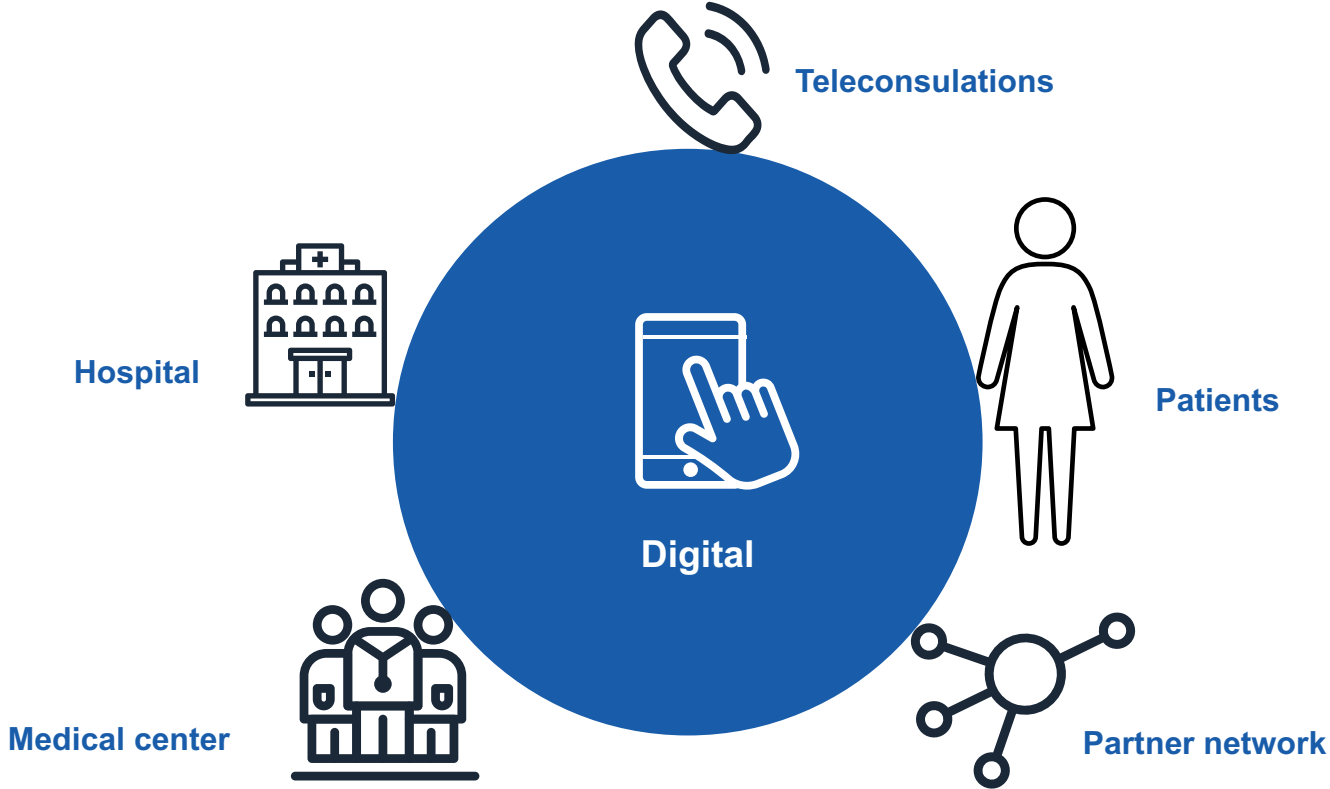 Teleconsulations
Hospital
Patients
Digital
Medical center
Partner network